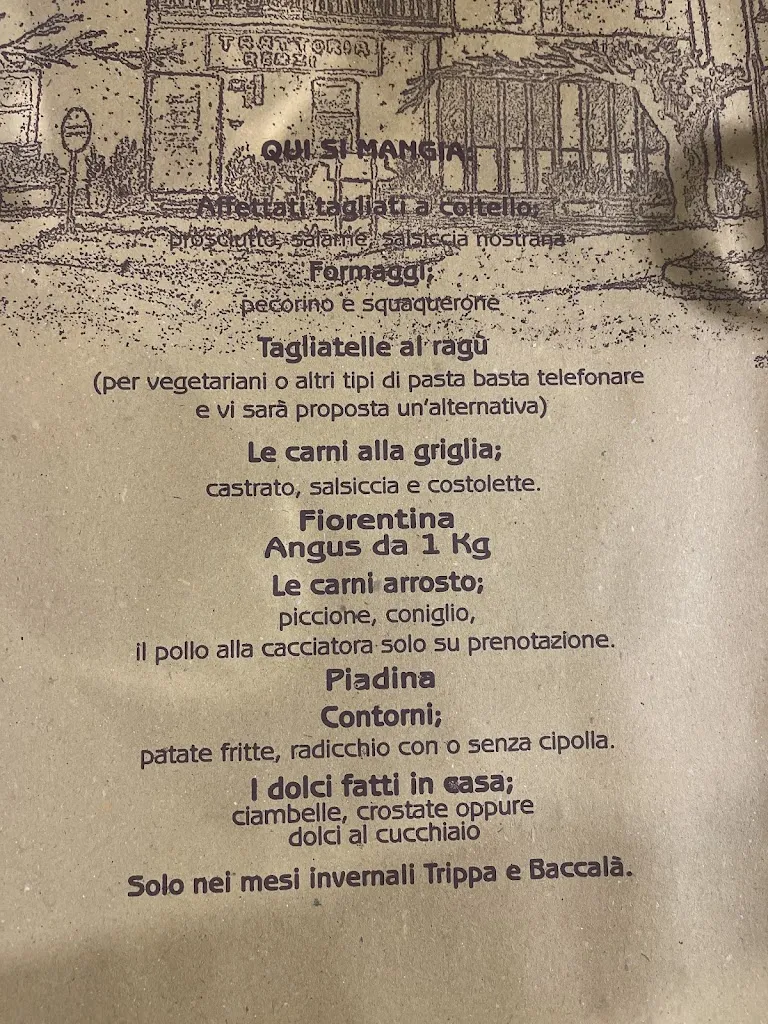 TRATTORIA
RENZI
QUI SI MANGIA:
Affettati tagliati a coltello;
prosciutto, salame, salsiccia nostrana
Formaggi;
pecorino e squaquerone
Tagliatelle al ragù
(per vegetariani o altri tipi di pasta basta telefonare
e vi sarà proposta un'alternativa)
Le carni alla griglia;
castrato, salsiccia e costolette.
Fiorentina
Angus da 1 Kg
Le carni arrosto;
piccione, coniglio,
il pollo alla cacciatora solo su prenotazione.
Piadina
Contorni;
patate fritte, radicchio con o senza cipolla.
I dolci fatti in casa;
ciambelle, crostate oppure
dolci al cucchiaio
Solo nei mesi invernali Trippa e Baccalà.